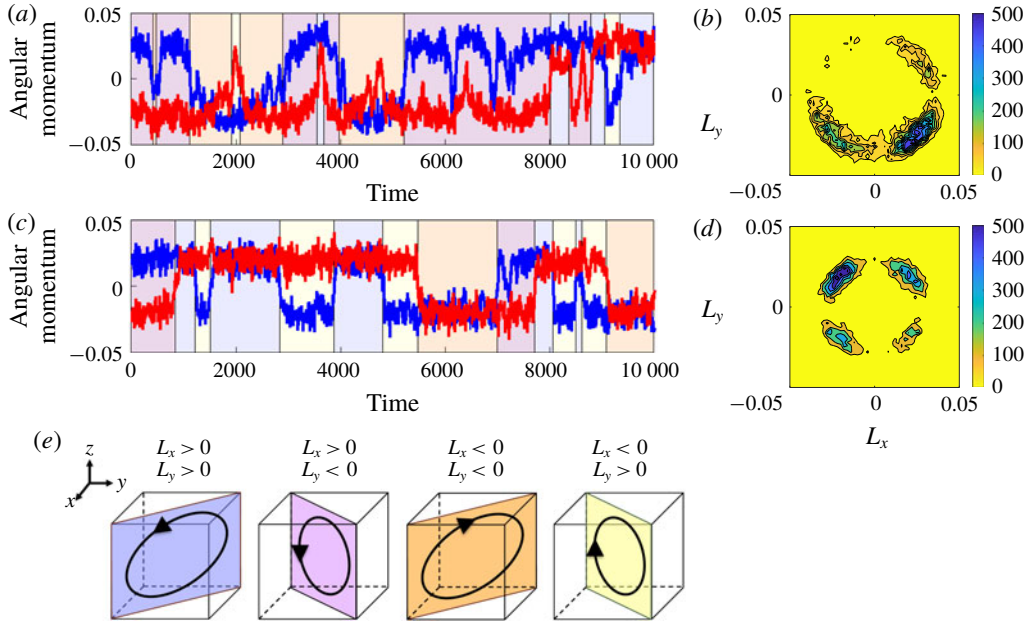 (a)
Angular momentum
0.05
0
−0.05
0 2000 4000 6000 8000 10 000
Time
(b)
0.05
L_y 0
−0.05 0 0.05
500
400
300
200
100
0
(c)
Angular momentum
0.05
0
−0.05
0 2000 4000 6000 8000 10 000
Time
(d)
0.05
L_y 0
−0.05 0 0.05
L_x
500
400
300
200
100
0
(e)
z
y
x
L_x > 0
L_y > 0
L_x > 0
L_y < 0
L_x < 0
L_y < 0
L_x < 0
L_y > 0